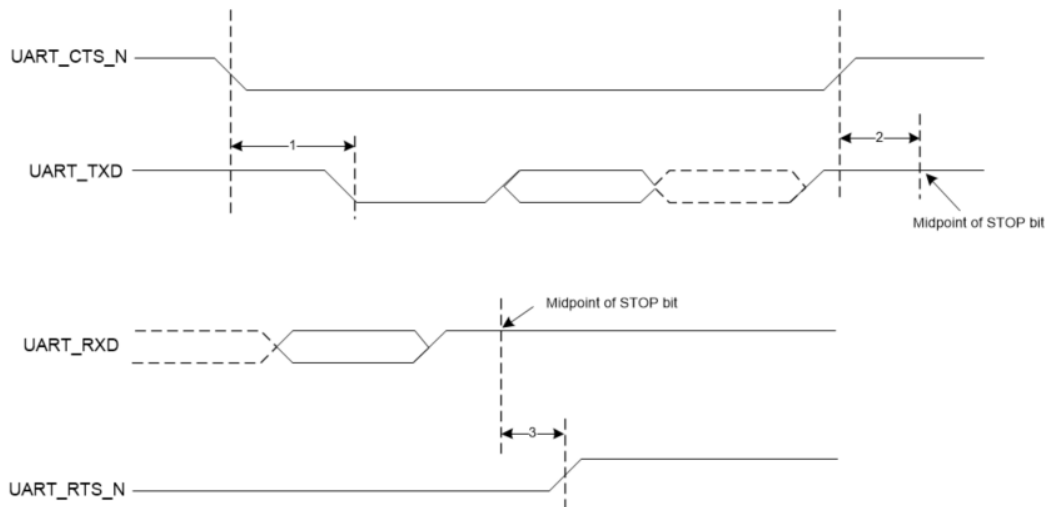 UART_CTS_N
1
2
UART_TXD
Midpoint of STOP bit
Midpoint of STOP bit
UART_RXD
3
UART_RTS_N